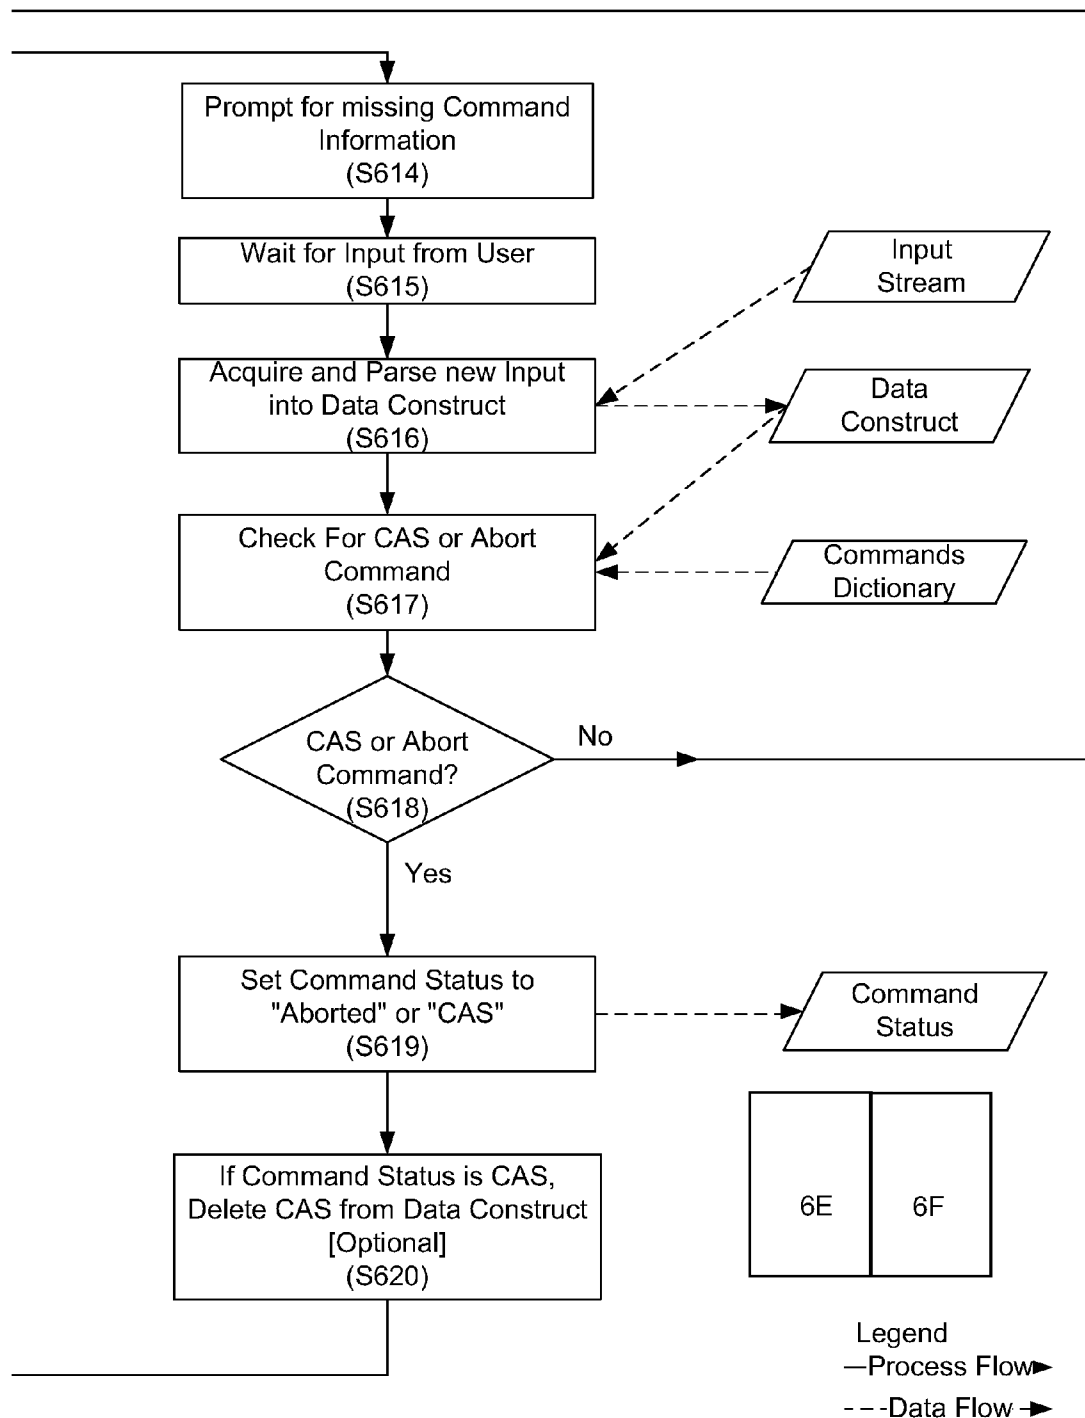 Prompt for missing Command
Information
(S614)
Wait for Input from User
(S615)
Input
Stream
Acquire and Parse new Input
into Data Construct
(S616)
Data
Construct
Check For CAS or Abort
Command
(S617)
Commands
Dictionary
CAS or Abort
Command?
(S618)
No
Yes
Set Command Status to
"Aborted" or "CAS"
(S619)
Command
Status
If Command Status is CAS,
Delete CAS from Data Construct
[Optional]
(S620)
6E
6F
Legend
Process Flow
Data Flow